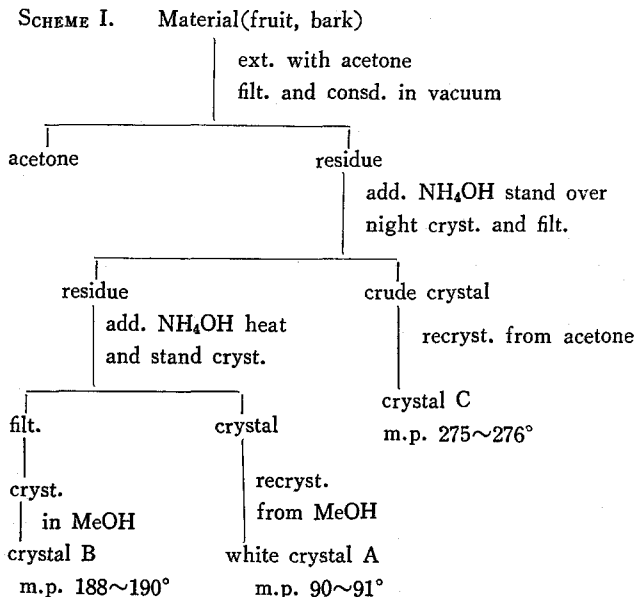 SCHEME I. Material(fruit, bark)
ext. with acetone
filt. and consd. in vacuum
acetone residue
add. NH₄OH stand over
night cryst. and filt.
residue crude crystal
add. NH₄OH heat
and stand cryst.
recryst. from acetone
crystal C
m.p. 275~276°
filt. crystal
cryst.
in MeOH
recryst.
from MeOH
crystal B white crystal A
m.p. 188~190° m.p. 90~91°